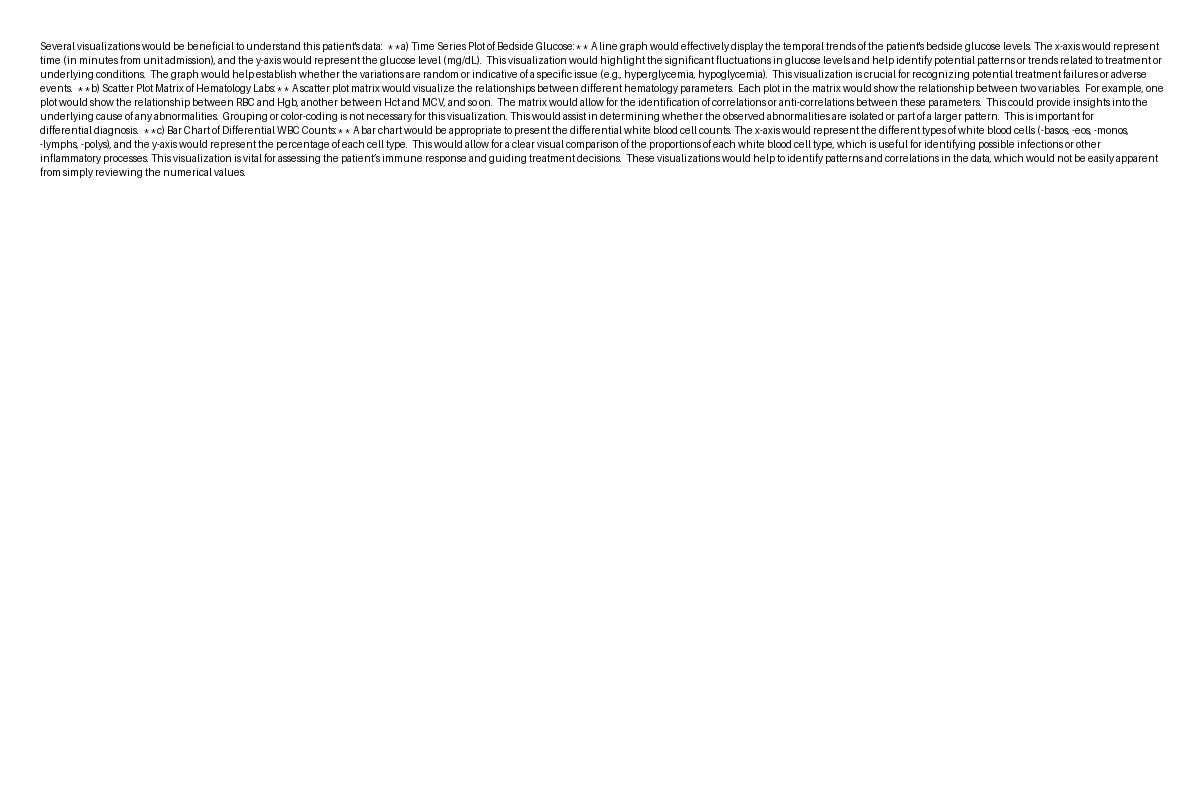 Several visualizations would be beneficial to understand this patient's data:  **a) Time Series Plot of Bedside Glucose:** A line graph would effectively display the temporal trends of the patient's bedside glucose levels. The x-axis would represent
time (in minutes from unit admission), and the y-axis would represent the glucose level (mg/dL).  This visualization would highlight the significant fluctuations in glucose levels and help identify potential patterns or trends related to treatment or
underlying conditions.  The graph would help establish whether the variations are random or indicative of a specific issue (e.g., hyperglycemia, hypoglycemia).  This visualization is crucial for recognizing potential treatment failures or adverse
events.  **b) Scatter Plot Matrix of Hematology Labs:** A scatter plot matrix would visualize the relationships between different hematology parameters.  Each plot in the matrix would show the relationship between two variables.  For example, one
plot would show the relationship between RBC and Hgb, another between Hct and MCV, and so on.  The matrix would allow for the identification of correlations or anti-correlations between these parameters.  This could provide insights into the
underlying cause of any abnormalities.  Grouping or color-coding is not necessary for this visualization. This would assist in determining whether the observed abnormalities are isolated or part of a larger pattern.  This is important for
differential diagnosis.  **c) Bar Chart of Differential WBC Counts:** A bar chart would be appropriate to present the differential white blood cell counts. The x-axis would represent the different types of white blood cells (-basos, -eos, -monos,
-lymphs, -polys), and the y-axis would represent the percentage of each cell type.  This would allow for a clear visual comparison of the proportions of each white blood cell type, which is useful for identifying possible infections or other
inflammatory processes. This visualization is vital for assessing the patient's immune response and guiding treatment decisions.  These visualizations would help to identify patterns and correlations in the data, which would not be easily apparent
from simply reviewing the numerical values.